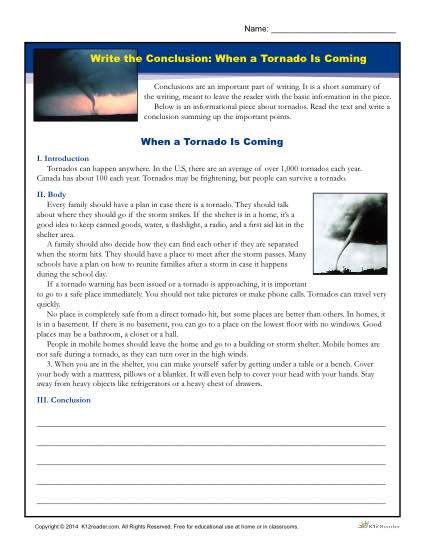 Name:
Write the Conclusion: When a Tornado Is Coming
Conclusions are an important part of writing. It is a short summary of
the writing, meant to leave the reader with the basic information in the piece.
Below is an informational piece about tornados. Read the text and write a
conclusion summing up the important points.
When a Tornado Is Coming
I. Introduction
Tornados can happen anywhere. In the U.S, there are an average of over 1,000 tornados each year.
Canada has about 100 each year. Tornados may be frightening, but people can survive a tornado.
II. Body
Every family should have a plan in case there is a tornado. They should talk
about where they should go if the storm strikes. If the shelter is in a home, it's a
good idea to keep canned goods, water, a flashlight, a radio, and a first aid kit in the
shelter area.
A family should also decide how they can find each other if they are separated
when the storm hits. They should have a place to meet after the storm passes. Many
schools have a plan on how to reunite families after a storm in case it happens
during the school day.
If a tornado warning has been issued or a tornado is approaching, it is important
to go to a safe place immediately. You should not take pictures or make phone calls. Tornados can travel very
quickly.
No place is completely safe from a direct tornado hit, but some places are better than others. In homes, it
is in a basement. If there is no basement, you can go to a place on the lowest floor with no windows. Good
places may be a bathroom, a closet or a hall.
People in mobile homes should leave the home and go to a building or storm shelter. Mobile homes are
not safe during a tornado, as they can turn over in the high winds.
3. When you are in the shelter, you can make yourself safer by getting under a table or a bench. Cover
your body with a mattress, pillows or a blanket. It will even help to cover your head with your hands. Stay
away from heavy objects like refrigerators or a heavy chest of drawers.
III. Conclusion
Copyright © 2014 K12reader.com. All Rights Reserved. Free for educational use at home or in classrooms.
K12Reader